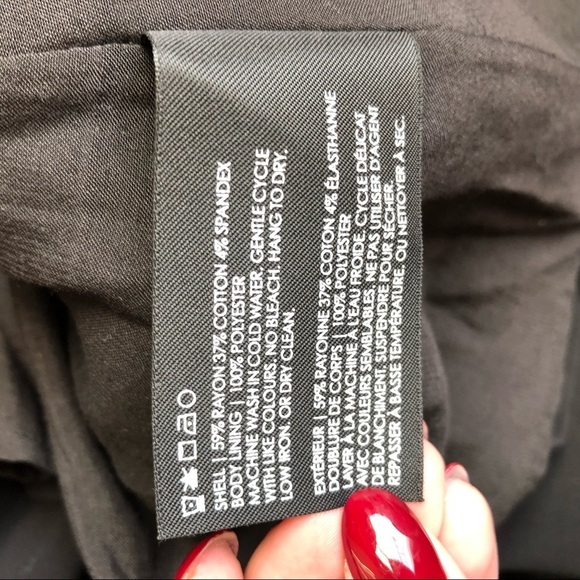 SHELL | 59% RAYON 37% COTTON 4% SPANDEX
BODY LINING | 100% POLYESTER
MACHINE WASH IN COLD WATER. GENTLE CYCLE
WITH LIKE COLOURS. NO BLEACH. HANG TO DRY.
LOW IRON. OR DRY CLEAN.
EXTÉRIEUR | 59% RAYONNE 37% COTON 4% ÉLASTHANNE
DOUBLURE DE CORPS | 100% POLYESTER
LAVER À LA MACHINE À L'EAU FROIDE. CYCLE DÉLICAT
AVEC COULEURS SEMBLABLES. NE PAS UTILISER D'AGENT
DE BLANCHIMENT. SUSPENDRE POUR SÉCHER.
REPASSER À BASSE TEMPÉRATURE. OU NETTOYER À SEC.